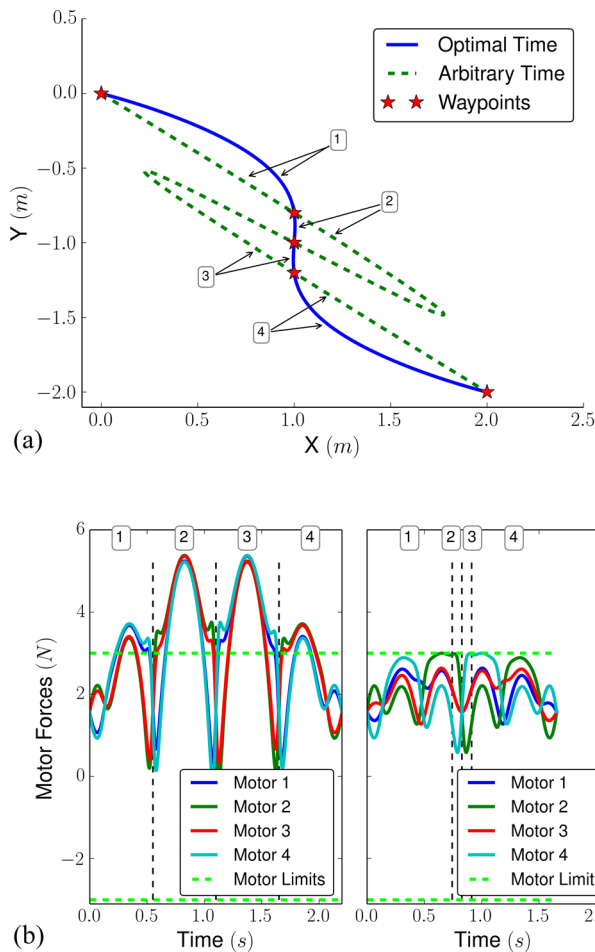 0.5
0.0
−0.5
−1.0
−1.5
−2.0
Y (m)
Optimal Time
Arbitrary Time
Waypoints
1
2
3
4
0.0 0.5 1.0 1.5 2.0 2.5
X (m)
(a)
6
4
2
0
−2
Motor Forces (N)
1 2 3 4
Motor 1
Motor 2
Motor 3
Motor 4
Motor Limits
0.0 0.5 1.0 1.5 2.0
Time (s)
1 2 3 4
Motor 1
Motor 2
Motor 3
Motor 4
Motor Limit
0.0 0.5 1.0 1.5 2.0
Time (s)
(b)